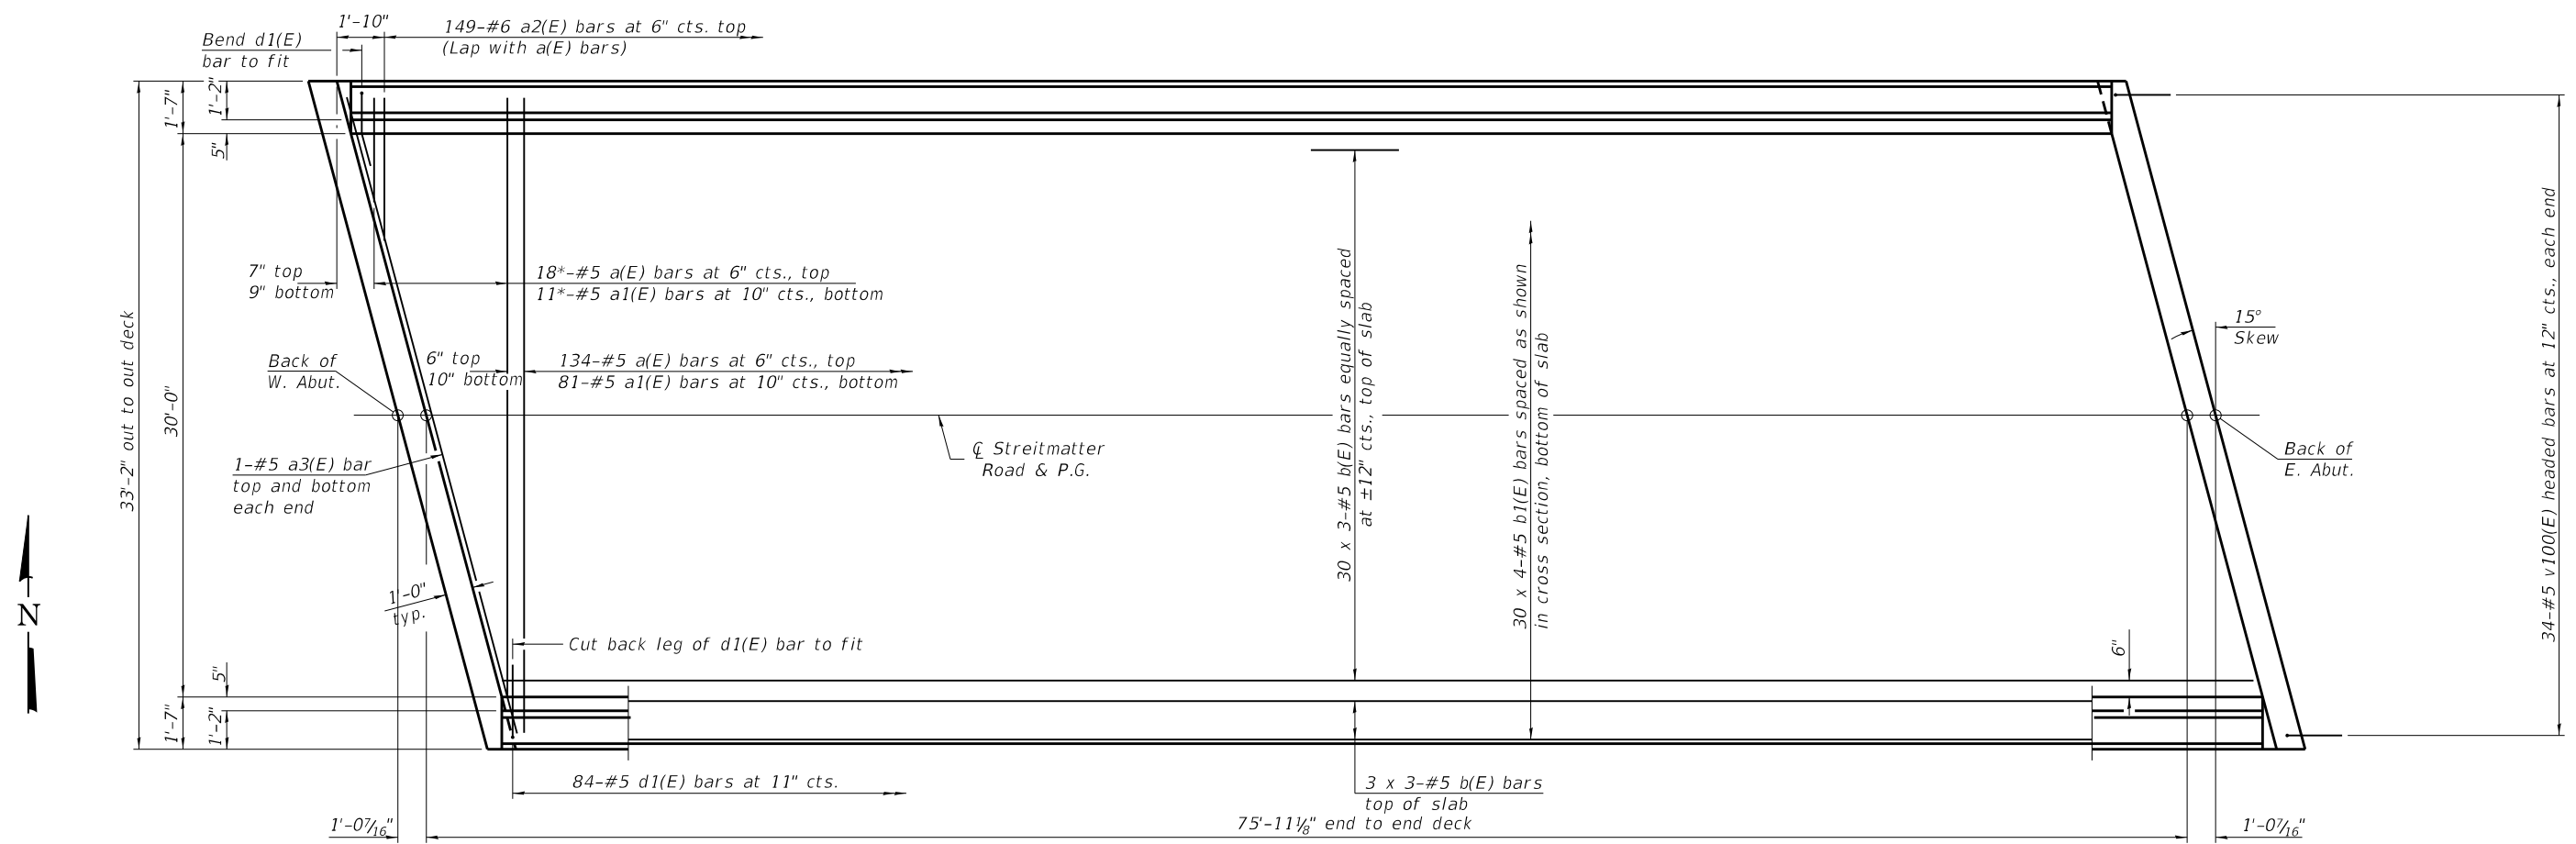 1'-10"
149-#6 a2(E) bars at 6" cts. top
(Lap with a(E) bars)
Bend d1(E)
bar to fit
1'-7"
1'-2"
5"
33'-2" out to out deck
30'-0"
7" top
9" bottom
18*-#5 a(E) bars at 6" cts., top
11*-#5 a1(E) bars at 10" cts., bottom
Back of
W. Abut.
6" top
10" bottom
134-#5 a(E) bars at 6" cts., top
81-#5 a1(E) bars at 10" cts., bottom
30 x 3-#5 b(E) bars equally spaced
at ±12" cts., top of slab
30 x 4-#5 b1(E) bars spaced as shown
in cross section, bottom of slab
15°
Skew
34-#5 v100(E) headed bars at 12" cts., each end
℄ Streitmatter
Road & P.G.
Back of
E. Abut.
1-#5 a3(E) bar
top and bottom
each end
N
1'-0"
typ.
Cut back leg of d1(E) bar to fit
5"
1'-7"
1'-2"
6"
84-#5 d1(E) bars at 11" cts.
3 x 3-#5 b(E) bars
top of slab
1'-0⁷⁄₁₆"
75'-11⅛" end to end deck
1'-0⁷⁄₁₆"